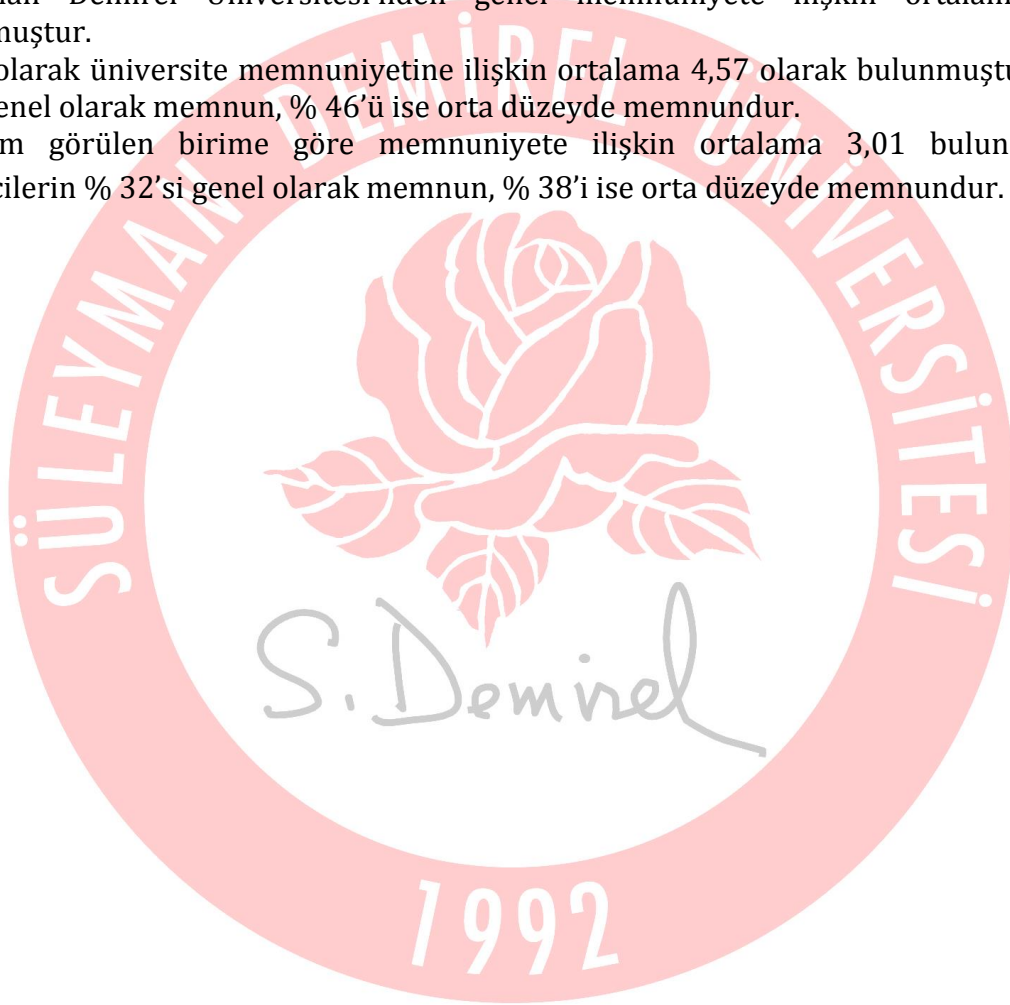 Demirel Üniversitesi'nden genel memnuniyete ilişkin
muştur.
olarak üniversite memnuniyetine ilişkin ortalama 4,57 olarak bulunmuştu
genel olarak memnun, % 46'ü ise orta düzeyde memnundur.
m görülen birime göre memnuniyete ilişkin ortalama 3,01 bulun
cilerin % 32'si genel olarak memnun, % 38'i ise orta düzeyde memnundur.
SÜLEYMAN DEMİREL ÜNİVERSİTESİ
S. Demirel
1992